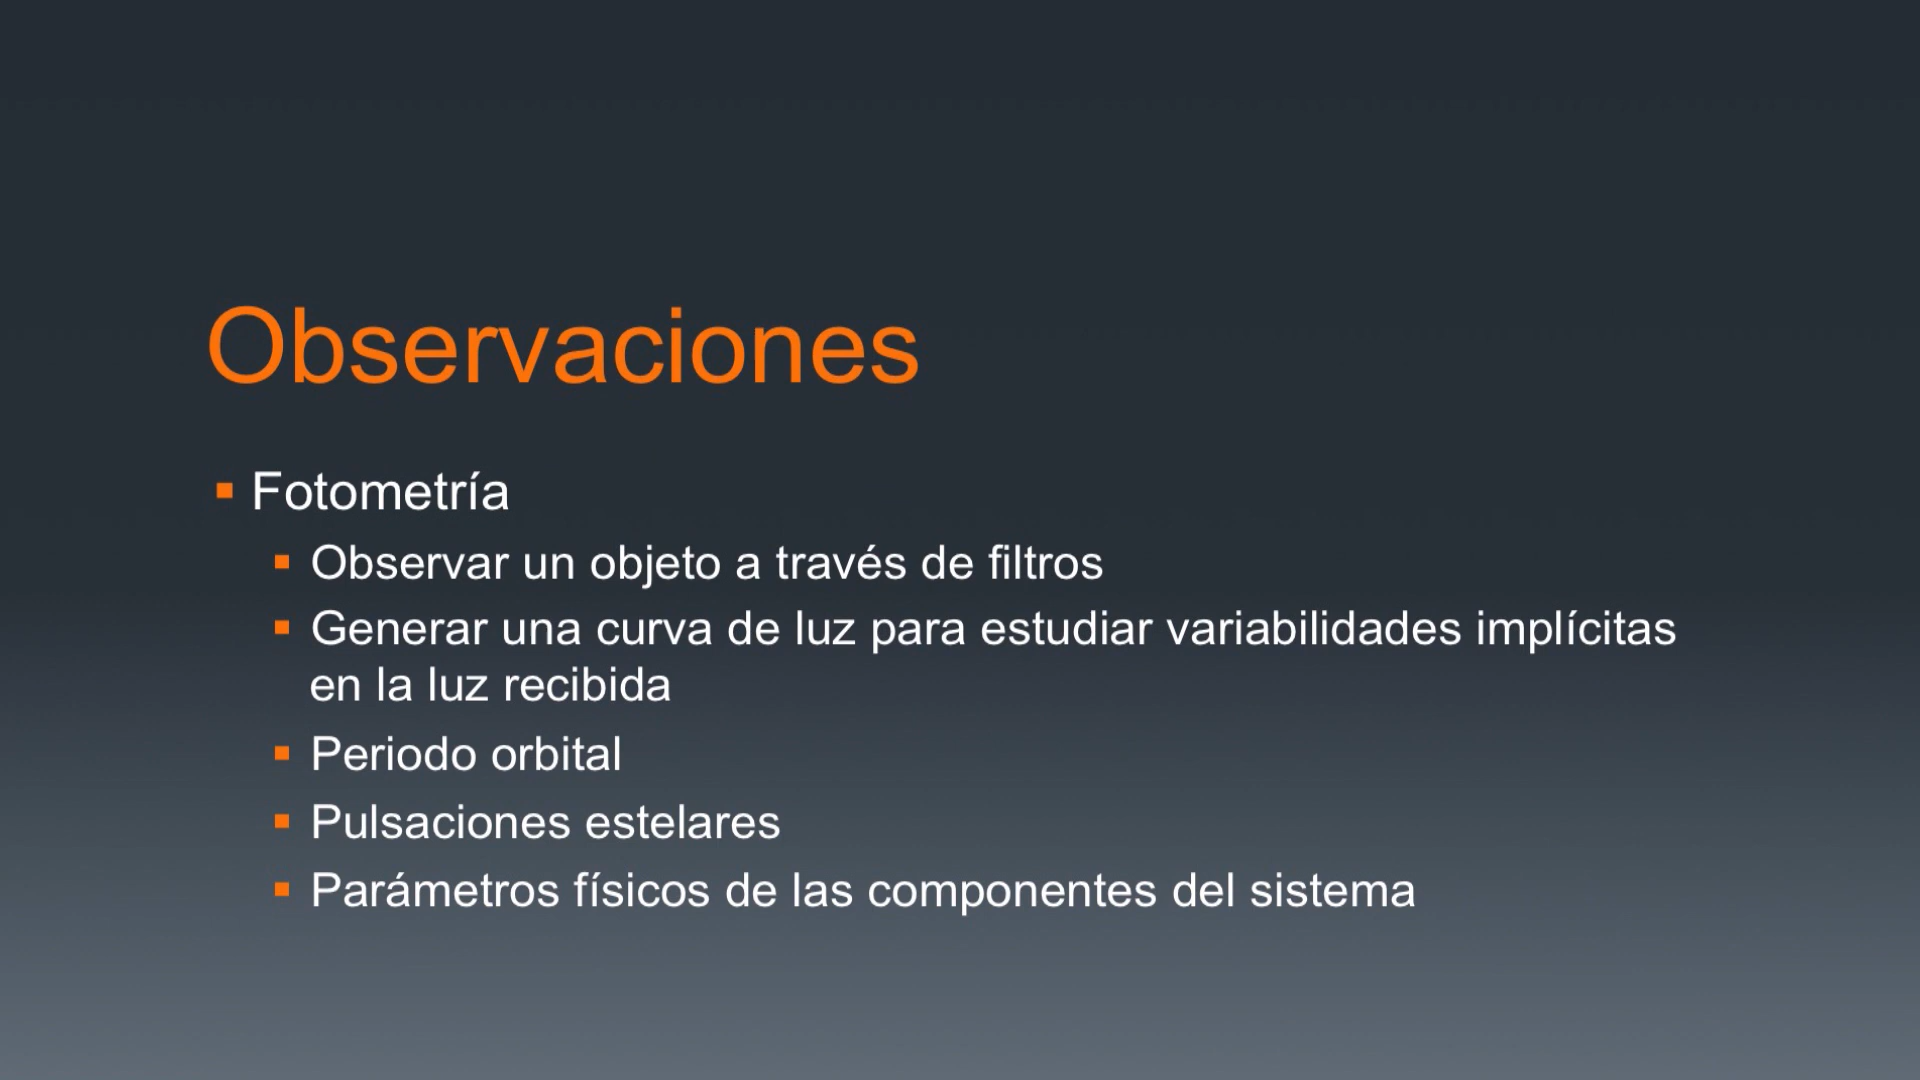 Observaciones
Fotometría
Observar un objeto a través de filtros
Generar una curva de luz para estudiar variabilidades implícitas
en la luz recibida
Periodo orbital
Pulsaciones estelares
Parámetros físicos de las componentes del sistema